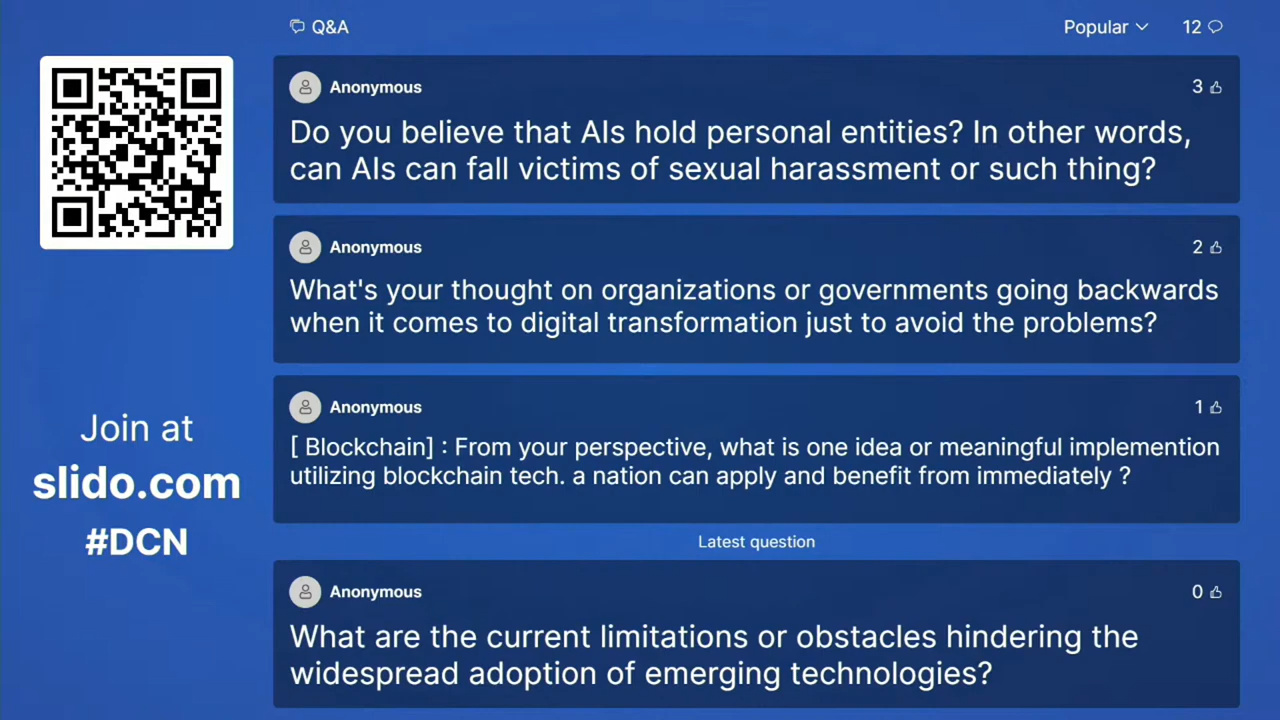 Q&A
Popular
12
Anonymous
3
Do you believe that AIs hold personal entities? In other words,
can AIs can fall victims of sexual harassment or such thing?
Anonymous
2
What's your thought on organizations or governments going backwards
when it comes to digital transformation just to avoid the problems?
Anonymous
1
[ Blockchain] : From your perspective, what is one idea or meaningful implemention
utilizing blockchain tech. a nation can apply and benefit from immediately ?
Join at
slido.com
#DCN
Latest question
Anonymous
0
What are the current limitations or obstacles hindering the
widespread adoption of emerging technologies?